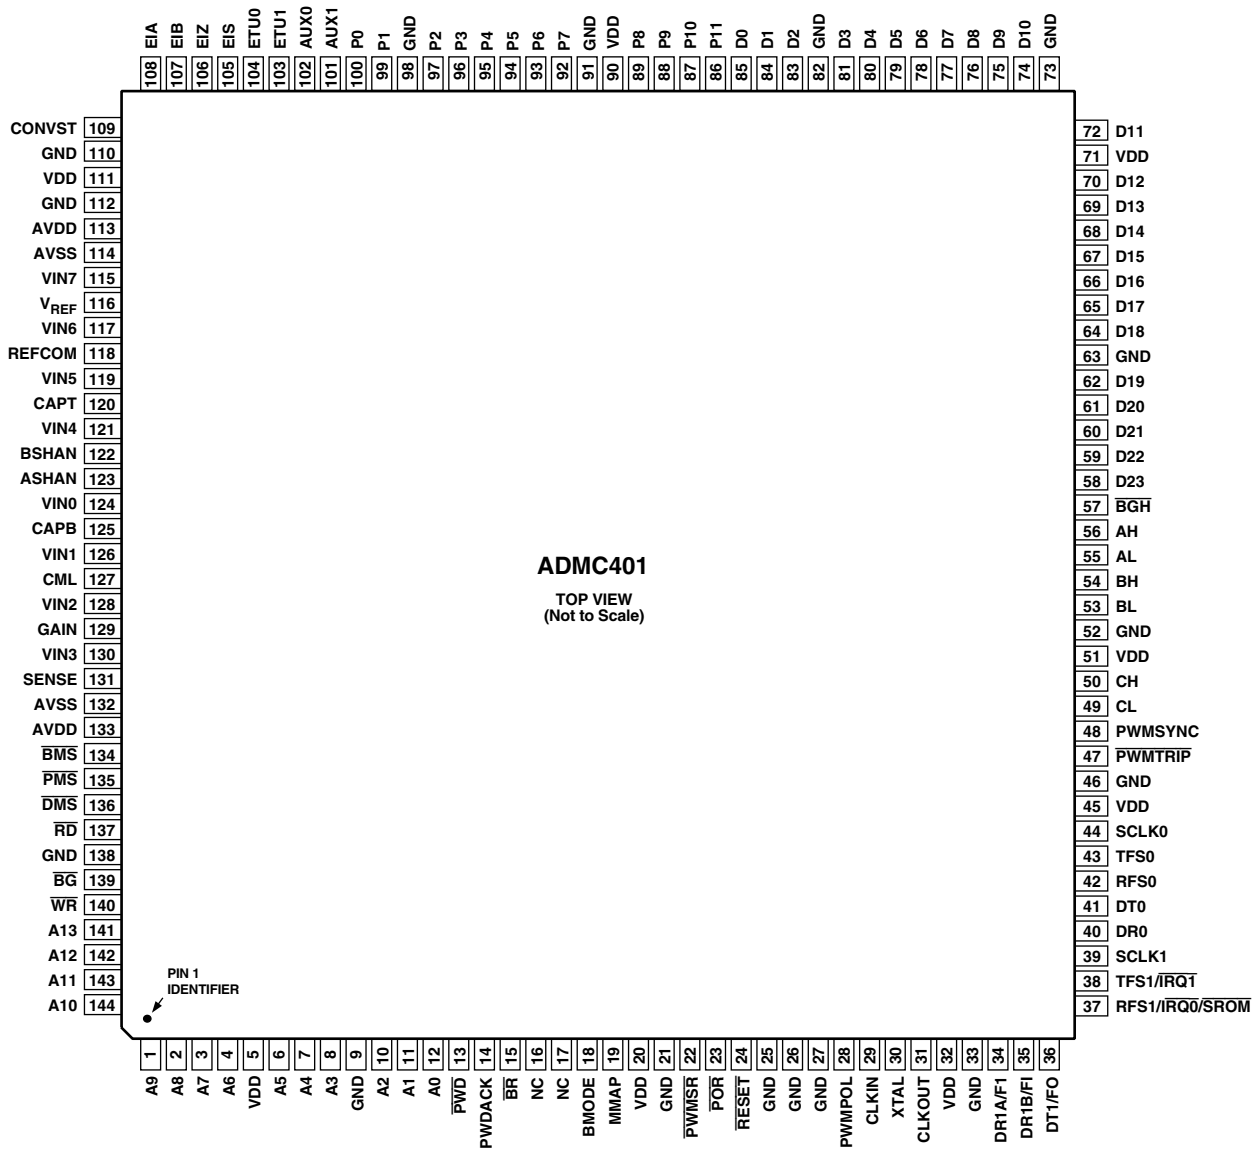 EIA EIB EIZ EIS ETU0 ETU1 AUX0 AUX1 P0 P1 GND P2 P3 P4 P5 P6 P7 GND VDD P8 P9 P10 P11 D0 D1 D2 GND D3 D4 D5 D6 D7 D8 D9 D10 GND
108 107 106 105 104 103 102 101 100 99 98 97 96 95 94 93 92 91 90 89 88 87 86 85 84 83 82 81 80 79 78 77 76 75 74 73
CONVST 109
GND 110
VDD 111
GND 112
AVDD 113
AVSS 114
VIN7 115
VREF 116
VIN6 117
REFCOM 118
VIN5 119
CAPT 120
VIN4 121
BSHAN 122
ASHAN 123
VIN0 124
CAPB 125
VIN1 126
CML 127
VIN2 128
GAIN 129
VIN3 130
SENSE 131
AVSS 132
AVDD 133
BMS 134
PMS 135
DMS 136
RD 137
GND 138
BG 139
WR 140
A13 141
A12 142
A11 143
A10 144
ADMC401
TOP VIEW
(Not to Scale)
PIN 1
IDENTIFIER
72 D11
71 VDD
70 D12
69 D13
68 D14
67 D15
66 D16
65 D17
64 D18
63 GND
62 D19
61 D20
60 D21
59 D22
58 D23
57 BGH
56 AH
55 AL
54 BH
53 BL
52 GND
51 VDD
50 CH
49 CL
48 PWMSYNC
47 PWMTRIP
46 GND
45 VDD
44 SCLK0
43 TFS0
42 RFS0
41 DT0
40 DR0
39 SCLK1
38 TFS1/IRQ1
37 RFS1/IRQ0/SROM
1 2 3 4 5 6 7 8 9 10 11 12 13 14 15 16 17 18 19 20 21 22 23 24 25 26 27 28 29 30 31 32 33 34 35 36
A9 A8 A7 A6 VDD A5 A4 A3 GND A2 A1 A0 PWD PWDACK BR NC NC BMODE MMAP VDD GND PWMSR POR RESET GND GND GND PWMPOL CLKIN XTAL CLKOUT VDD GND DR1A/F1 DR1B/FI DT1/FO